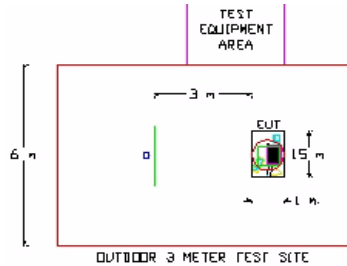 TEST
EQUIPMENT
AREA
3 m
EUT
6 m
1.5 m
1 m
OUTDOOR 3 METER TEST SITE